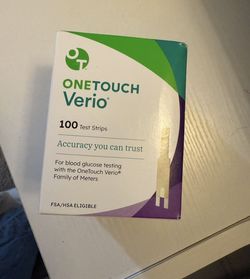 OT
ONETOUCH
Verio®
100 Test Strips
Accuracy you can trust
For blood glucose testing
with the OneTouch Verio®
Family of Meters
FSA/HSA ELIGIBLE